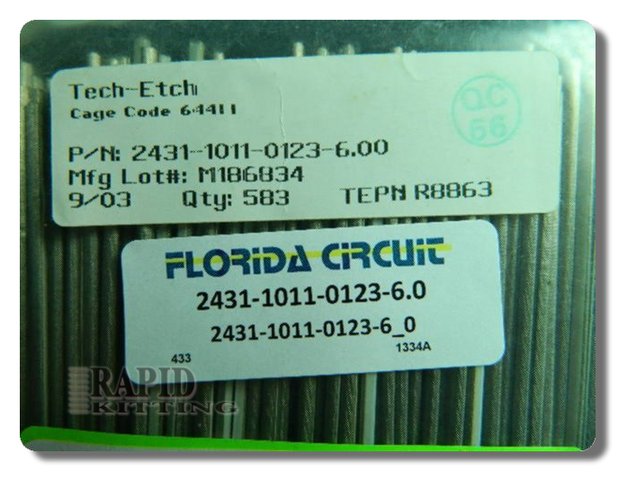 Tech-Etch
Cage Code 64411
QC
66
P/N: 2431-1011-0123-6.00
Mfg Lot#: M186834
9/03 Qty: 583 TEPN R8863
FLORIDA CIRCUIT
2431-1011-0123-6.0
2431-1011-0123-6_0
433 1334A
RAPID
KITTING